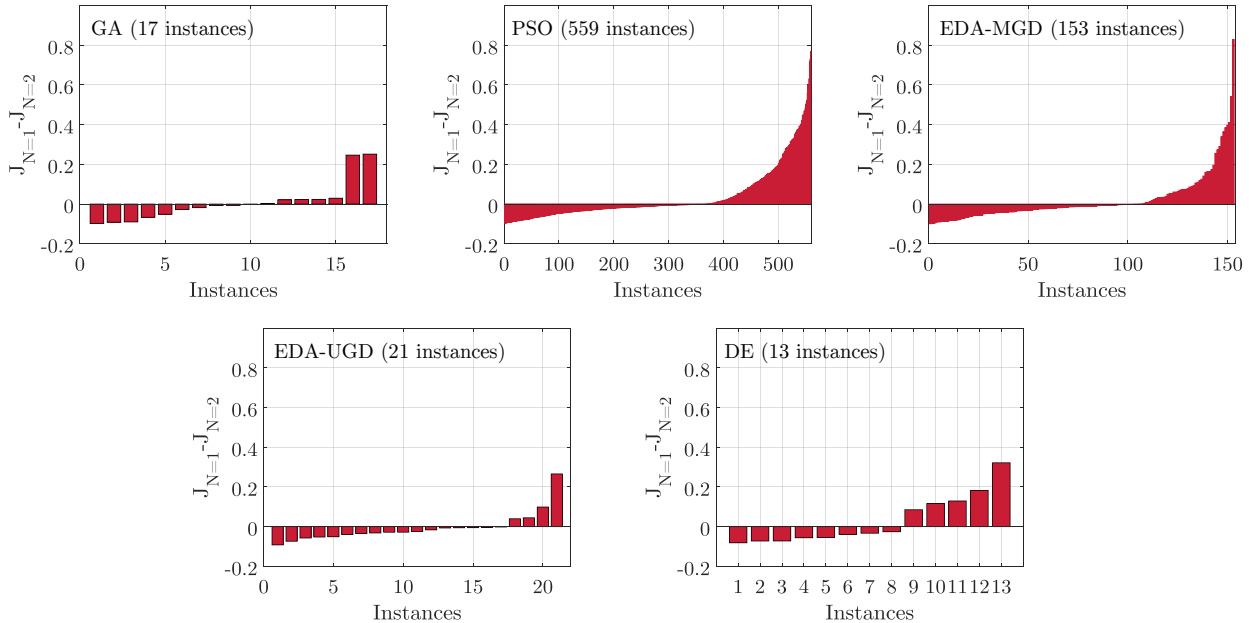 GA (17 instances)
0.8
0.6
0.4
0.2
0
-0.2
J_{N=1}-J_{N=2}
0 5 10 15
Instances
PSO (559 instances)
0.8
0.6
0.4
0.2
0
-0.2
J_{N=1}-J_{N=2}
0 100 200 300 400 500
Instances
EDA-MGD (153 instances)
0.8
0.6
0.4
0.2
0
-0.2
J_{N=1}-J_{N=2}
0 50 100 150
Instances
EDA-UGD (21 instances)
0.8
0.6
0.4
0.2
0
-0.2
J_{N=1}-J_{N=2}
0 5 10 15 20
Instances
DE (13 instances)
0.8
0.6
0.4
0.2
0
-0.2
J_{N=1}-J_{N=2}
1 2 3 4 5 6 7 8 9 10 11 12 13
Instances